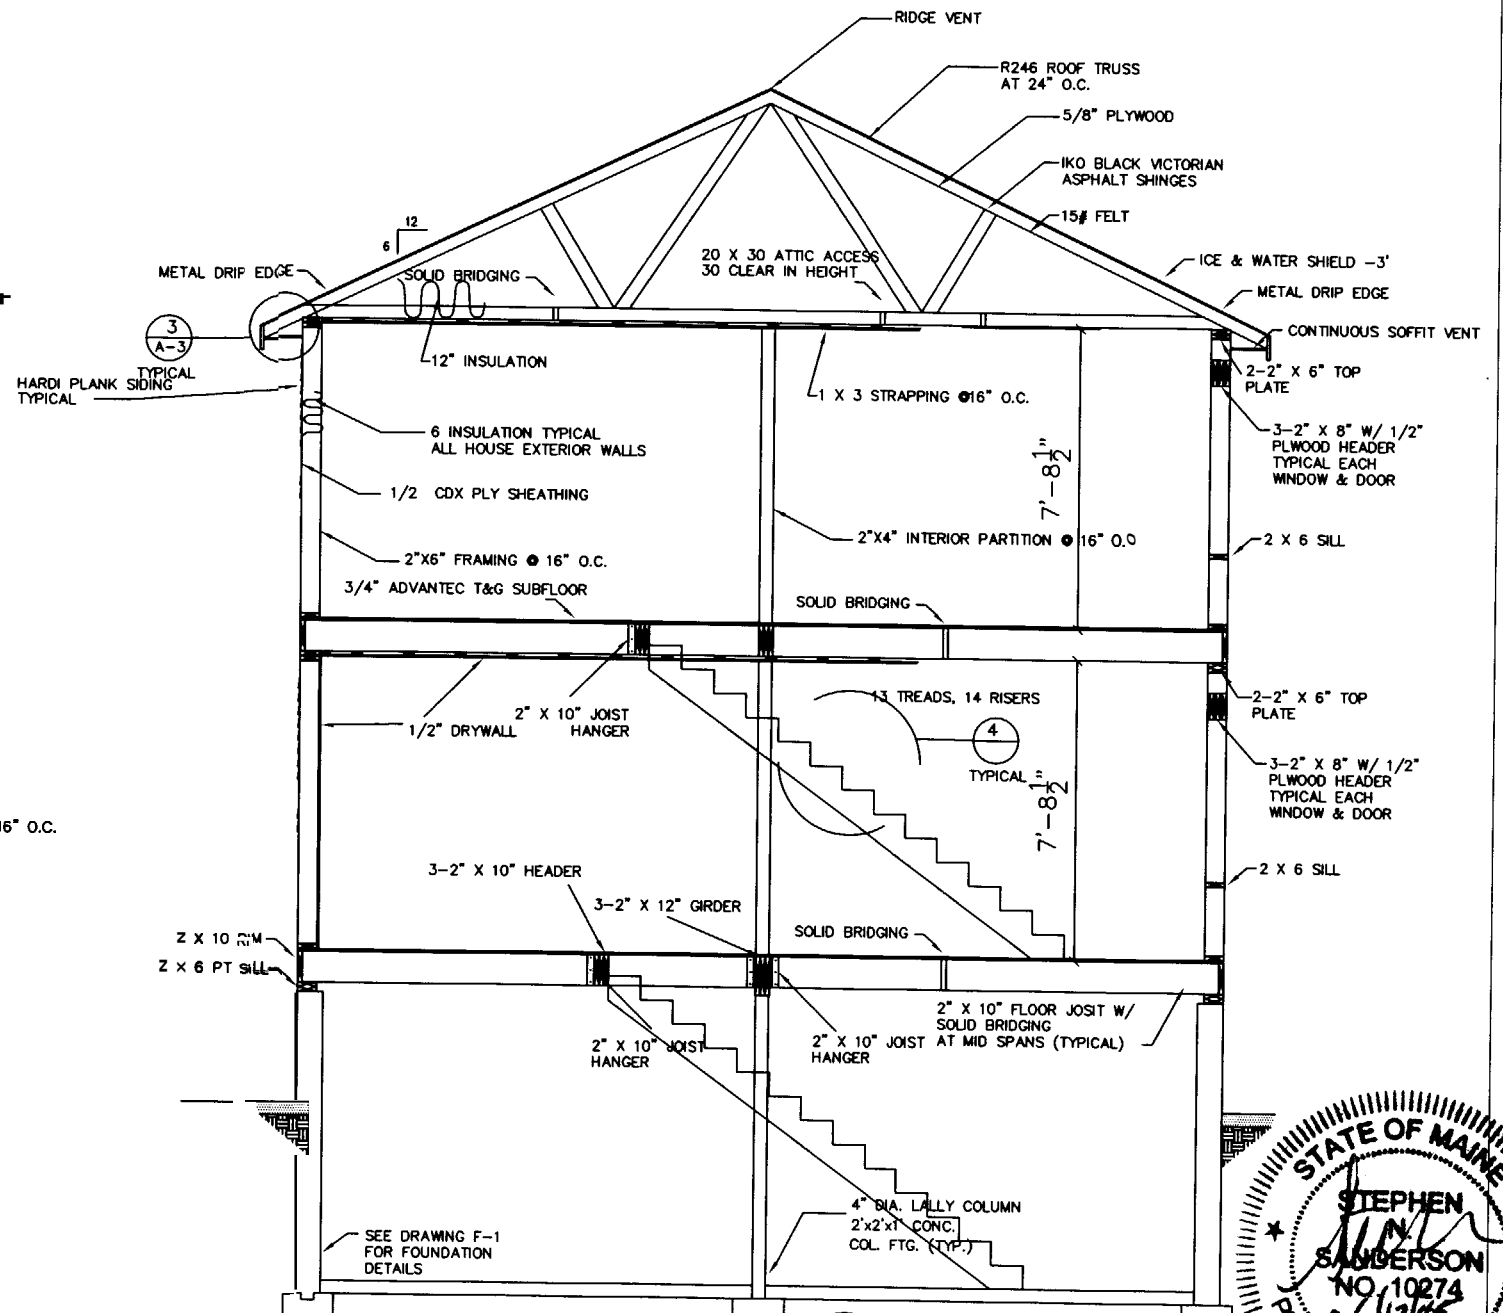 RIDGE VENT
R246 ROOF TRUSS
AT 24" O.C.
5/8" PLYWOOD
IKO BLACK VICTORIAN
ASPHALT SHINGES
15# FELT
12
6
20 X 30 ATTIC ACCESS
30 CLEAR IN HEIGHT
ICE & WATER SHIELD -3'
METAL DRIP EDGE
SOLID BRIDGING
METAL DRIP EDGE
3
A-3
TYPICAL
CONTINUOUS SOFFIT VENT
12" INSULATION
HARDI PLANK SIDING
TYPICAL
1 X 3 STRAPPING @16" O.C.
2-2" X 6" TOP
PLATE
6 INSULATION TYPICAL
ALL HOUSE EXTERIOR WALLS
3-2" X 8" W/ 1/2"
PLWOOD HEADER
TYPICAL EACH
WINDOW & DOOR
7'-8 1/2"
1/2 CDX PLY SHEATHING
2"X4" INTERIOR PARTITION @ 16" O.O
2 X 6 SILL
2"X6" FRAMING @ 16" O.C.
3/4" ADVANTEC T&G SUBFLOOR
SOLID BRIDGING
13 TREADS, 14 RISERS
2-2" X 6" TOP
PLATE
2" X 10" JOIST
HANGER
1/2" DRYWALL
4
TYPICAL
3-2" X 8" W/ 1/2"
PLWOOD HEADER
TYPICAL EACH
WINDOW & DOOR
7'-8 1/2"
16" O.C.
3-2" X 10" HEADER
2 X 6 SILL
3-2" X 12" GIRDER
SOLID BRIDGING
2 X 10 RIM
2 X 6 PT SILL
2" X 10" FLOOR JOSIT W/
SOLID BRIDGING
AT MID SPANS (TYPICAL)
2" X 10" JOIST
HANGER
2" X 10" JOIST
HANGER
4" DIA. LALLY COLUMN
2'x2'x1' CONC.
COL. FTG. (TYP.)
SEE DRAWING F-1
FOR FOUNDATION
DETAILS
STATE OF MAINE
STEPHEN
N.
SANDERSON
NO. 10274